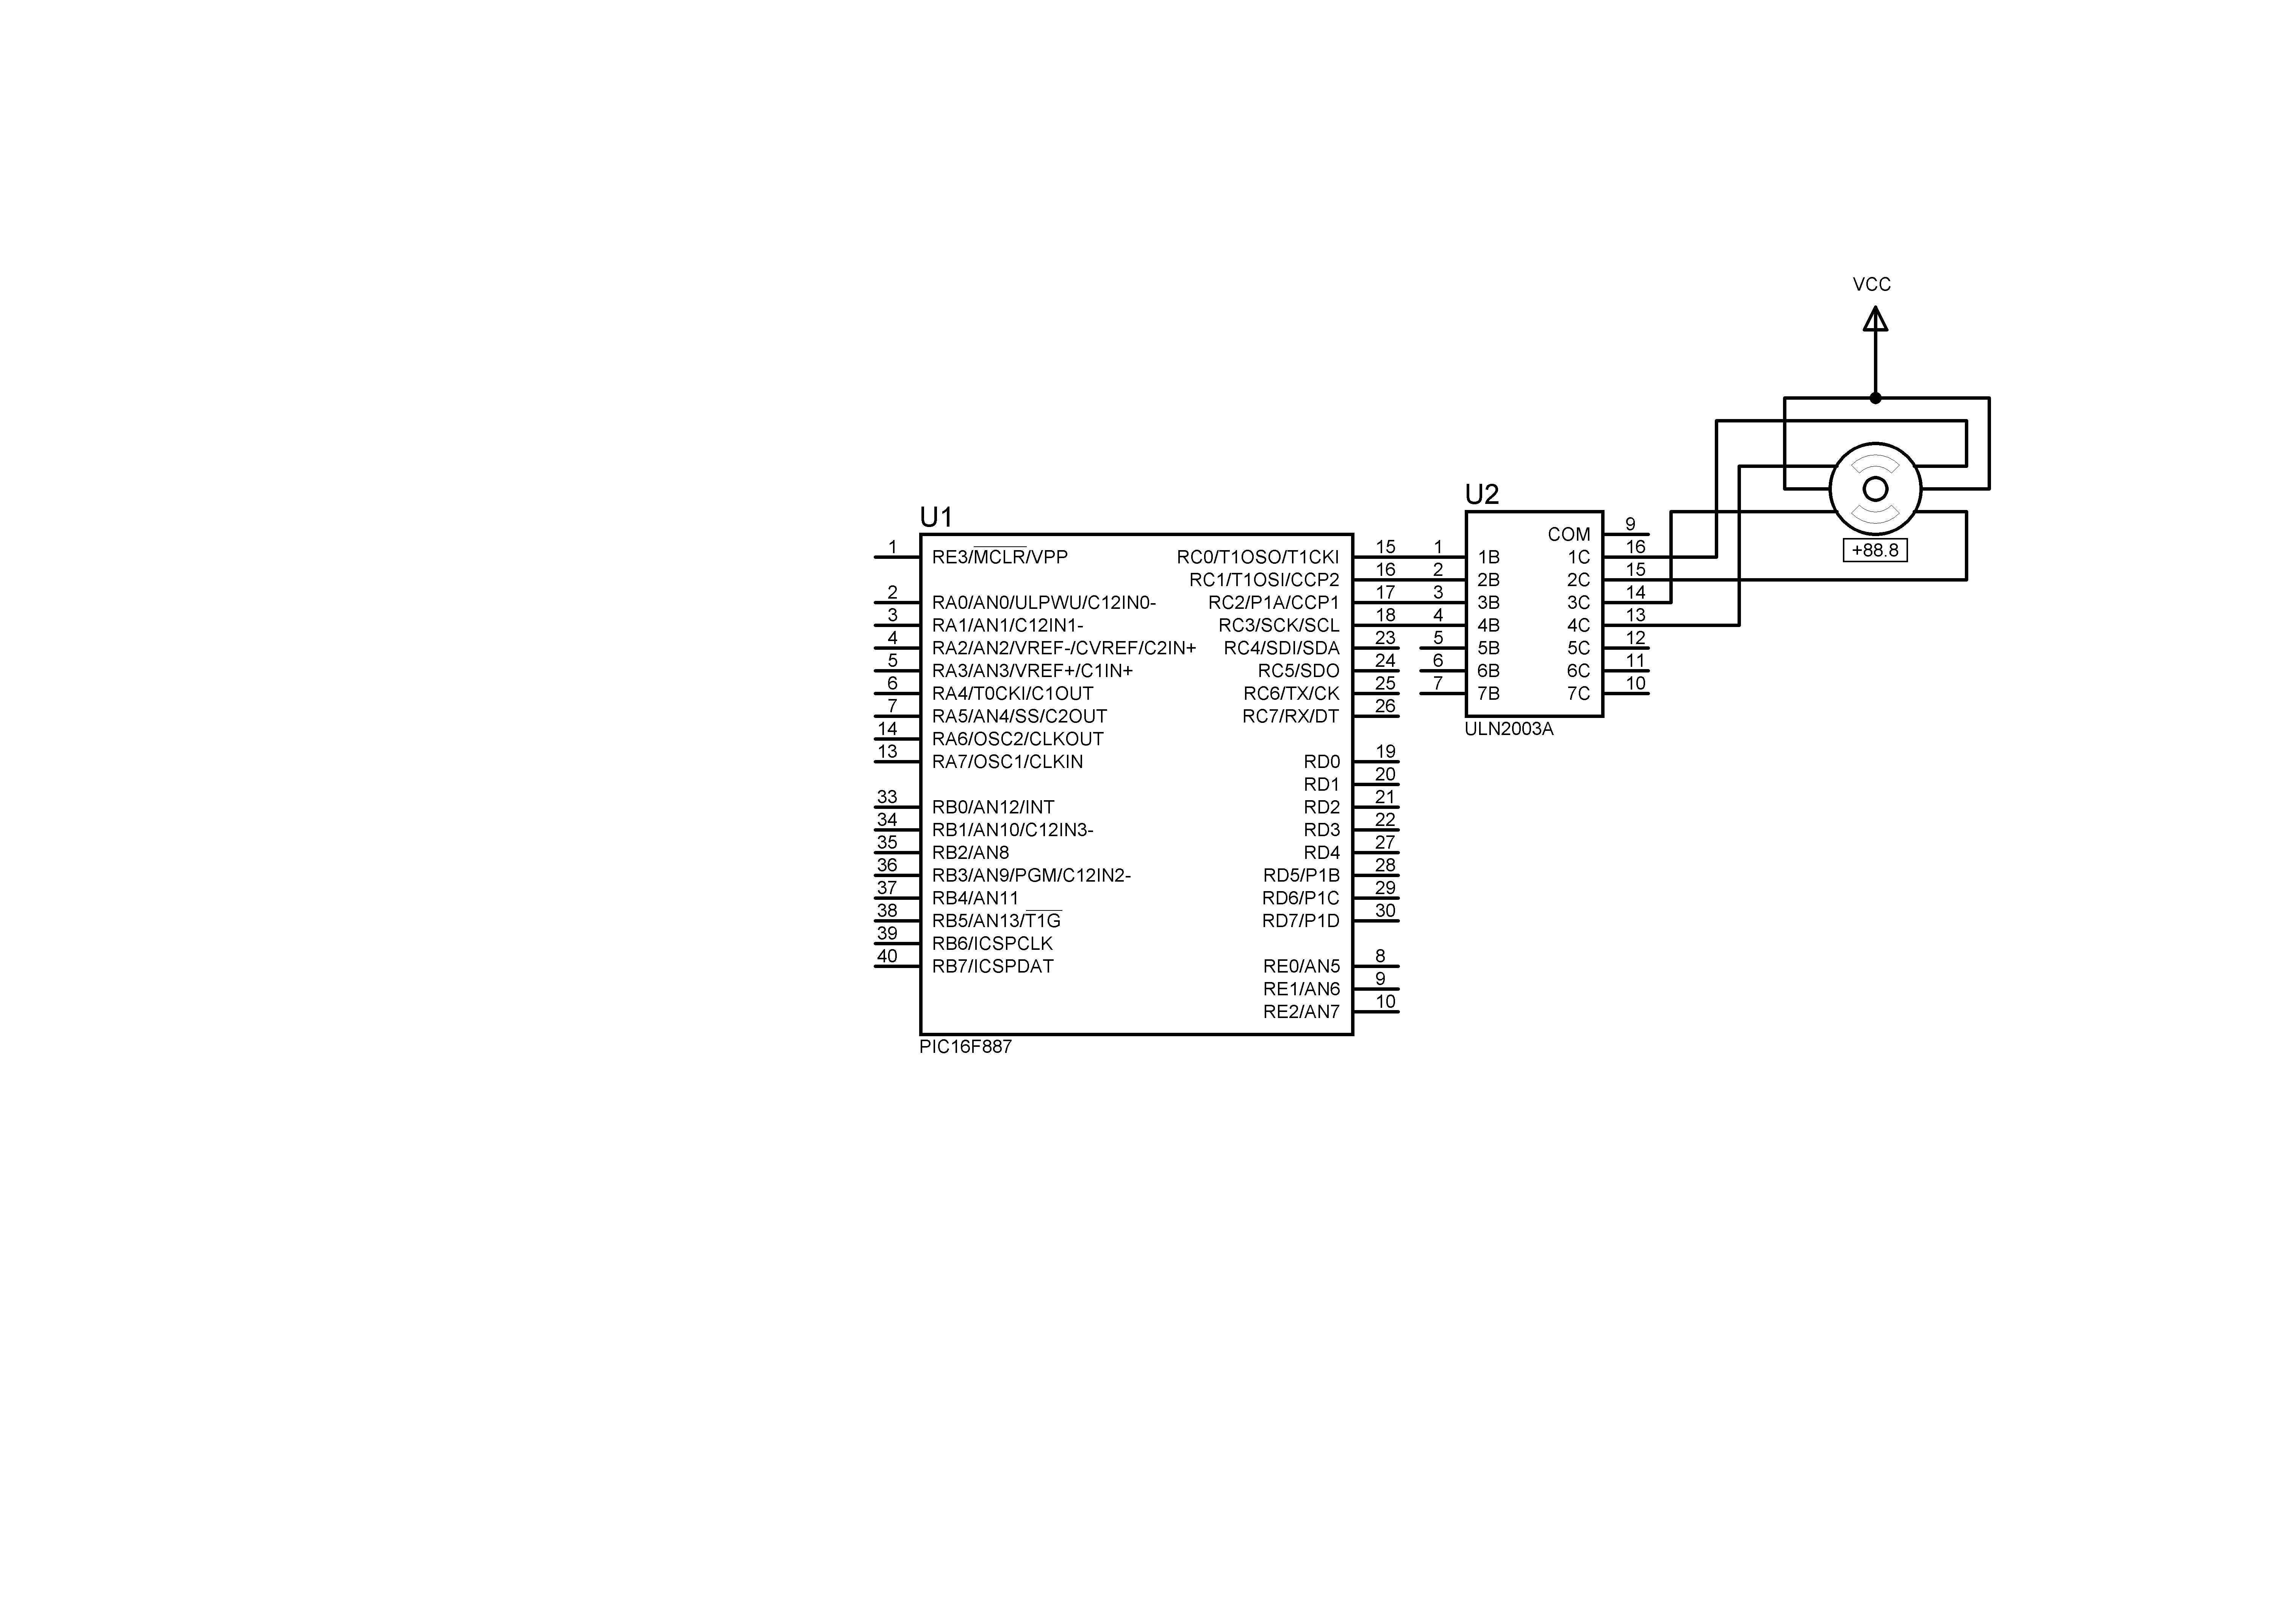 VCC
+88.8
U1
1 RE3/MCLR/VPP
2 RA0/AN0/ULPWU/C12IN0-
3 RA1/AN1/C12IN1-
4 RA2/AN2/VREF-/CVREF/C2IN+
5 RA3/AN3/VREF+/C1IN+
6 RA4/T0CKI/C1OUT
7 RA5/AN4/SS/C2OUT
14 RA6/OSC2/CLKOUT
13 RA7/OSC1/CLKIN
33 RB0/AN12/INT
34 RB1/AN10/C12IN3-
35 RB2/AN8
36 RB3/AN9/PGM/C12IN2-
37 RB4/AN11
38 RB5/AN13/T1G
39 RB6/ICSPCLK
40 RB7/ICSPDAT
RC0/T1OSO/T1CKI 15
RC1/T1OSI/CCP2 16
RC2/P1A/CCP1 17
RC3/SCK/SCL 18
RC4/SDI/SDA 23
RC5/SDO 24
RC6/TX/CK 25
RC7/RX/DT 26
RD0 19
RD1 20
RD2 21
RD3 22
RD4 27
RD5/P1B 28
RD6/P1C 29
RD7/P1D 30
RE0/AN5 8
RE1/AN6 9
RE2/AN7 10
PIC16F887
U2
COM 9
1 1B 1C 16
2 2B 2C 15
3 3B 3C 14
4 4B 4C 13
5 5B 5C 12
6 6B 6C 11
7 7B 7C 10
ULN2003A